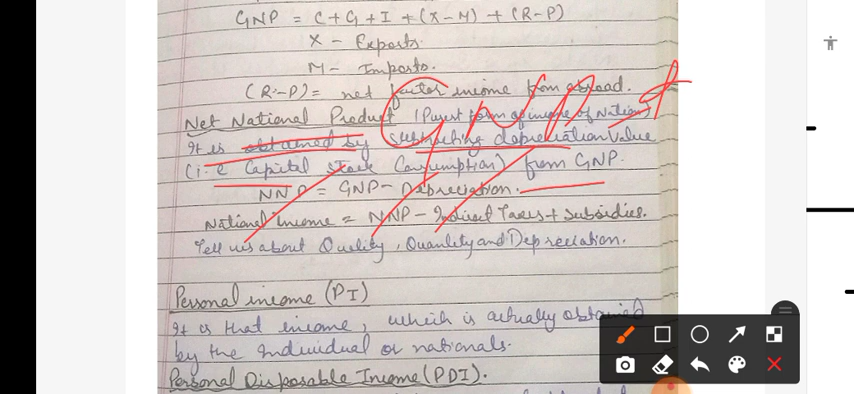 GNP = C+G+I+(X-M)+(R-P)
X - Exports.
M - Imports.
(R-P) = net factor income from abroad.
Net National Product (Purest form of income of Nation)
It is obtained by subtracting depreciation value
(i.e Capital Stock Consumption) from GNP.
NNP = GNP - Depreciation.
National income = NNP - Indirect Taxes + Subsidies.
Tell us about Quality, Quantity and Depreciation.
Personal income (PI)
It is that income, which is actually obtained
by the individual or nationals.
Personal Disposable Income (PDI).